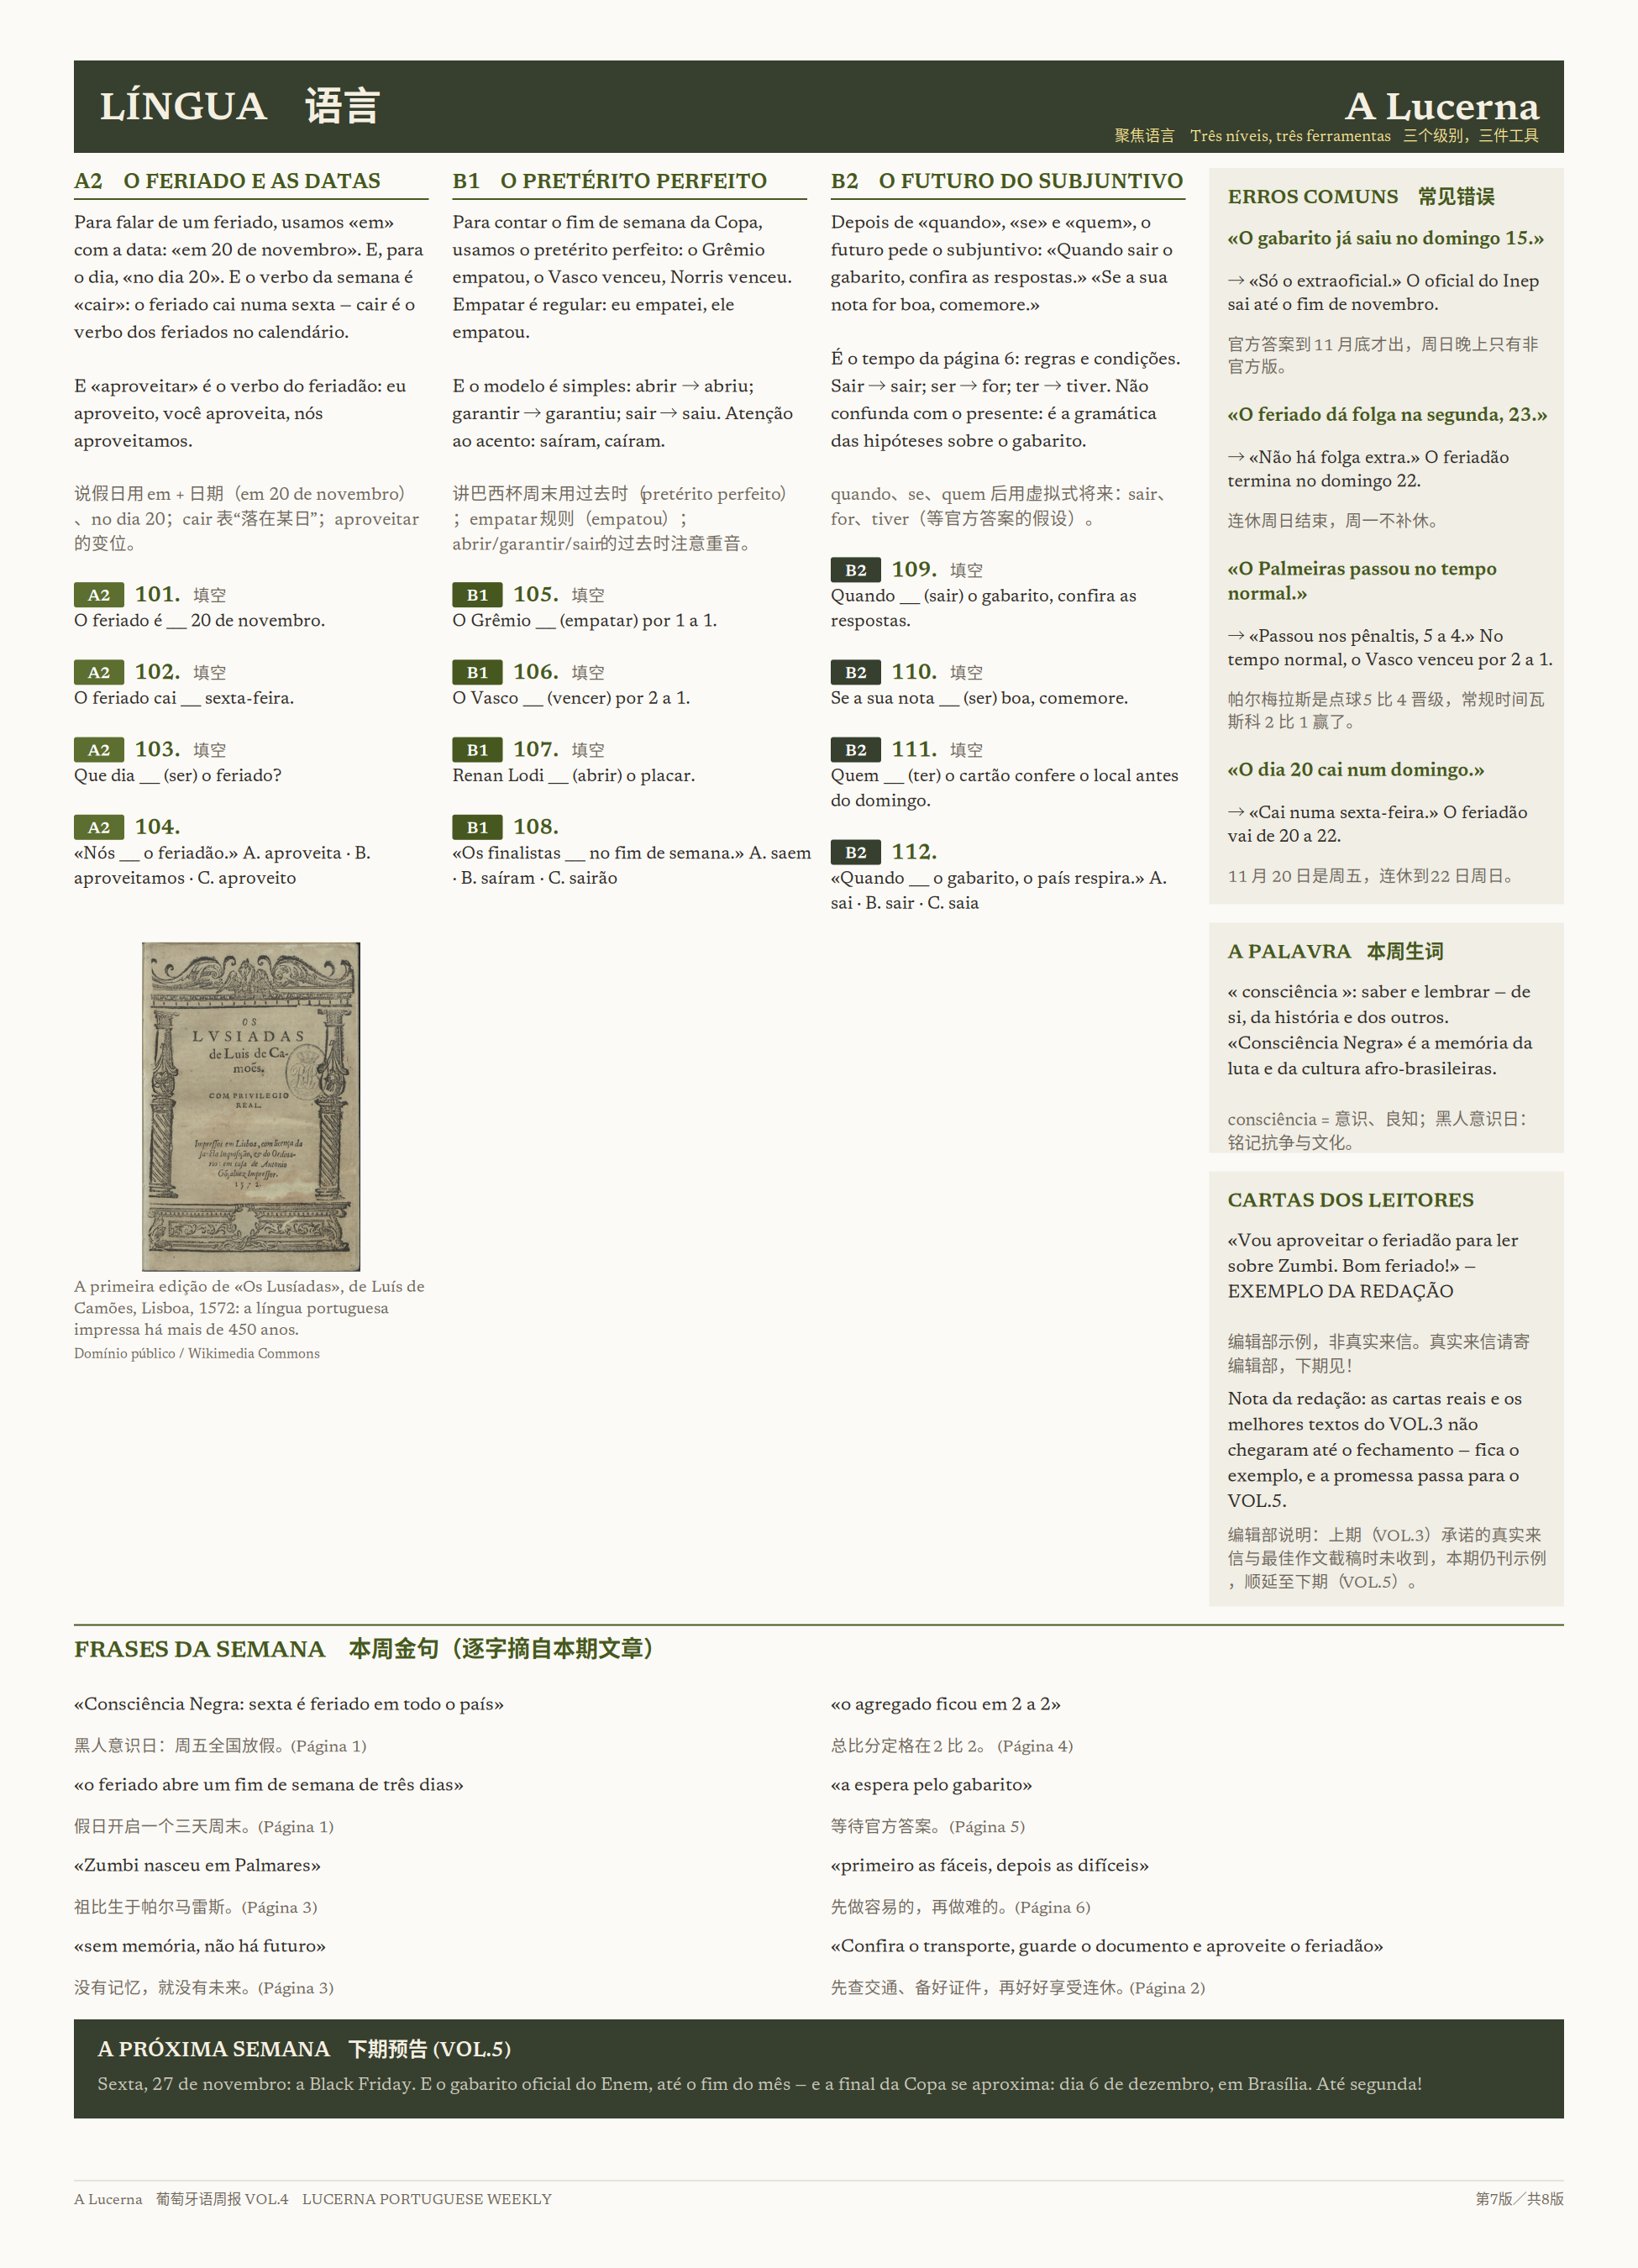 LÍNGUA 语言
A Lucerna
聚焦语言 Três níveis, três ferramentas 三个级别，三件工具
A2 O FERIADO E AS DATAS
Para falar de um feriado, usamos «em»
com a data: «em 20 de novembro». E, para
o dia, «no dia 20». E o verbo da semana é
«cair»: o feriado cai numa sexta — cair é o
verbo dos feriados no calendário.
E «aproveitar» é o verbo do feriadão: eu
aproveito, você aproveita, nós
aproveitamos.
说假日用 em + 日期（em 20 de novembro）
、no dia 20；cair 表“落在某日”；aproveitar
的变位。
A2 101. 填空
O feriado é __ 20 de novembro.
A2 102. 填空
O feriado cai __ sexta-feira.
A2 103. 填空
Que dia __ (ser) o feriado?
A2 104.
«Nós __ o feriadão.» A. aproveita · B.
aproveitamos · C. aproveito
OS
LVSIADAS
de Luis de Ca-
moẽs.
COM PRIVILEGIO
REAL.
Impressos em Lisboa, com licença da
sancta Inquisição, & do Ordina-
rio: em casa de Antonio
Gõçaluez Impressor.
1572.
A primeira edição de «Os Lusíadas», de Luís de
Camões, Lisboa, 1572: a língua portuguesa
impressa há mais de 450 anos.
Domínio público / Wikimedia Commons
B1 O PRETÉRITO PERFEITO
Para contar o fim de semana da Copa,
usamos o pretérito perfeito: o Grêmio
empatou, o Vasco venceu, Norris venceu.
Empatar é regular: eu empatei, ele
empatou.
E o modelo é simples: abrir → abriu;
garantir → garantiu; sair → saiu. Atenção
ao acento: saíram, caíram.
讲巴西杯周末用过去时（pretérito perfeito）
；empatar 规则（empatou）；
abrir/garantir/sair的过去时注意重音。
B1 105. 填空
O Grêmio __ (empatar) por 1 a 1.
B1 106. 填空
O Vasco __ (vencer) por 2 a 1.
B1 107. 填空
Renan Lodi __ (abrir) o placar.
B1 108.
«Os finalistas __ no fim de semana.» A. saem
· B. saíram · C. sairão
B2 O FUTURO DO SUBJUNTIVO
Depois de «quando», «se» e «quem», o
futuro pede o subjuntivo: «Quando sair o
gabarito, confira as respostas.» «Se a sua
nota for boa, comemore.»
É o tempo da página 6: regras e condições.
Sair → sair; ser → for; ter → tiver. Não
confunda com o presente: é a gramática
das hipóteses sobre o gabarito.
quando、se、quem 后用虚拟式将来：sair、
for、tiver（等官方答案的假设）。
B2 109. 填空
Quando __ (sair) o gabarito, confira as
respostas.
B2 110. 填空
Se a sua nota __ (ser) boa, comemore.
B2 111. 填空
Quem __ (ter) o cartão confere o local antes
do domingo.
B2 112.
«Quando __ o gabarito, o país respira.» A.
sai · B. sair · C. saia
ERROS COMUNS 常见错误
«O gabarito já saiu no domingo 15.»
→ «Só o extraoficial.» O oficial do Inep
sai até o fim de novembro.
官方答案到 11 月底才出，周日晚上只有非
官方版。
«O feriado dá folga na segunda, 23.»
→ «Não há folga extra.» O feriadão
termina no domingo 22.
连休周日结束，周一不补休。
«O Palmeiras passou no tempo
normal.»
→ «Passou nos pênaltis, 5 a 4.» No
tempo normal, o Vasco venceu por 2 a 1.
帕尔梅拉斯是点球 5 比 4 晋级，常规时间瓦
斯科 2 比 1 赢了。
«O dia 20 cai num domingo.»
→ «Cai numa sexta-feira.» O feriadão
vai de 20 a 22.
11 月 20 日是周五，连休到 22 日周日。
A PALAVRA 本周生词
« consciência »: saber e lembrar — de
si, da história e dos outros.
«Consciência Negra» é a memória da
luta e da cultura afro-brasileiras.
consciência = 意识、良知；黑人意识日：
铭记抗争与文化。
CARTAS DOS LEITORES
«Vou aproveitar o feriadão para ler
sobre Zumbi. Bom feriado!» —
EXEMPLO DA REDAÇÃO
编辑部示例，非真实来信。真实来信请寄
编辑部，下期见！
Nota da redação: as cartas reais e os
melhores textos do VOL.3 não
chegaram até o fechamento — fica o
exemplo, e a promessa passa para o
VOL.5.
编辑部说明：上期（VOL.3）承诺的真实来
信与最佳作文截稿时未收到，本期仍刊示例
，顺延至下期（VOL.5）。
FRASES DA SEMANA 本周金句（逐字摘自本期文章）
«Consciência Negra: sexta é feriado em todo o país»
黑人意识日：周五全国放假。(Página 1)
«o feriado abre um fim de semana de três dias»
假日开启一个三天周末。(Página 1)
«Zumbi nasceu em Palmares»
祖比生于帕尔马雷斯。(Página 3)
«sem memória, não há futuro»
没有记忆，就没有未来。(Página 3)
«o agregado ficou em 2 a 2»
总比分定格在 2 比 2。 (Página 4)
«a espera pelo gabarito»
等待官方答案。(Página 5)
«primeiro as fáceis, depois as difíceis»
先做容易的，再做难的。(Página 6)
«Confira o transporte, guarde o documento e aproveite o feriadão»
先查交通、备好证件，再好好享受连休。(Página 2)
A PRÓXIMA SEMANA 下期预告 (VOL.5)
Sexta, 27 de novembro: a Black Friday. E o gabarito oficial do Enem, até o fim do mês — e a final da Copa se aproxima: dia 6 de dezembro, em Brasília. Até segunda!
A Lucerna 葡萄牙语周报 VOL.4 LUCERNA PORTUGUESE WEEKLY
第7版／共8版